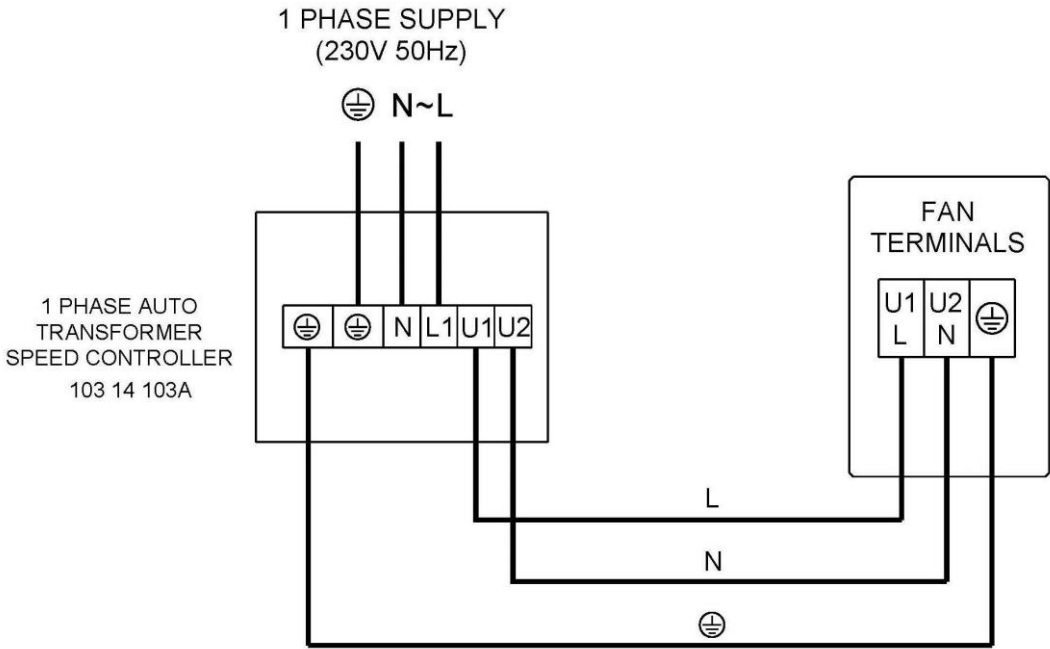 1 PHASE SUPPLY
(230V 50Hz)
⏚ N~L
1 PHASE AUTO
TRANSFORMER
SPEED CONTROLLER
103 14 103A
⏚ ⏚ N L1 U1 U2
FAN
TERMINALS
U1 U2 ⏚
L N
L
N
⏚